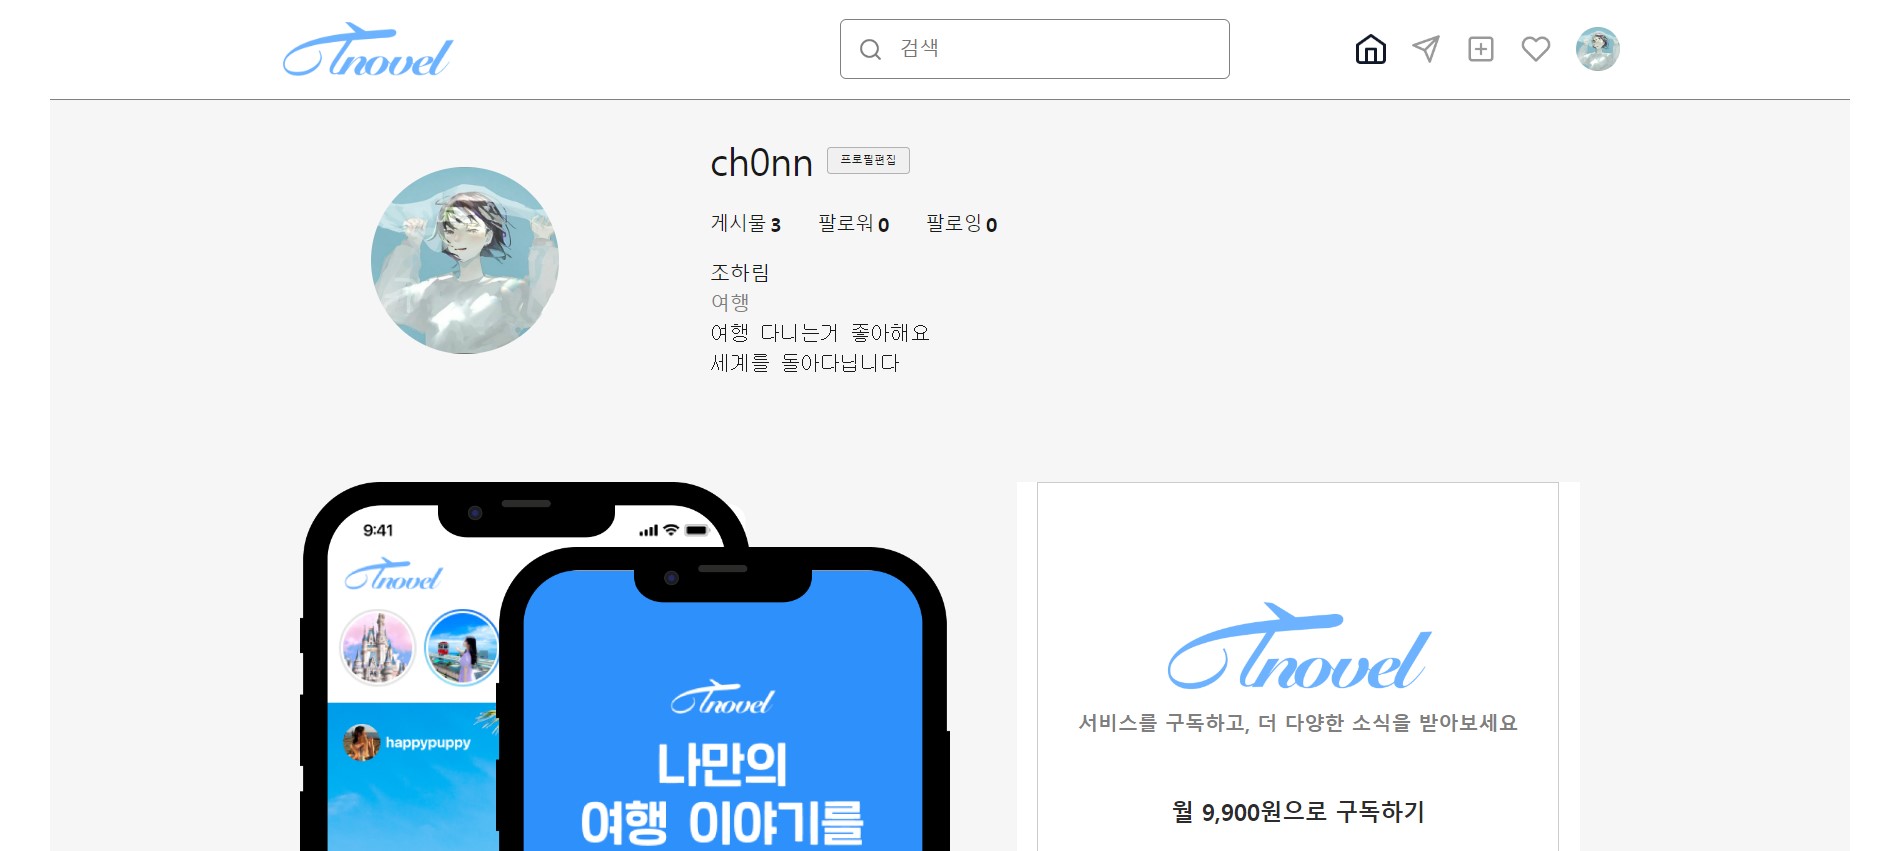 Tnovel
검색
ch0nn 프로필편집
게시물 3 팔로워 0 팔로잉 0
조하림
여행
여행 다니는거 좋아해요
세계를 돌아다닙니다
9:41
Tnovel
happypuppy
Tnovel
나만의
여행 이야기를
Tnovel
서비스를 구독하고, 더 다양한 소식을 받아보세요
월 9,900원으로 구독하기